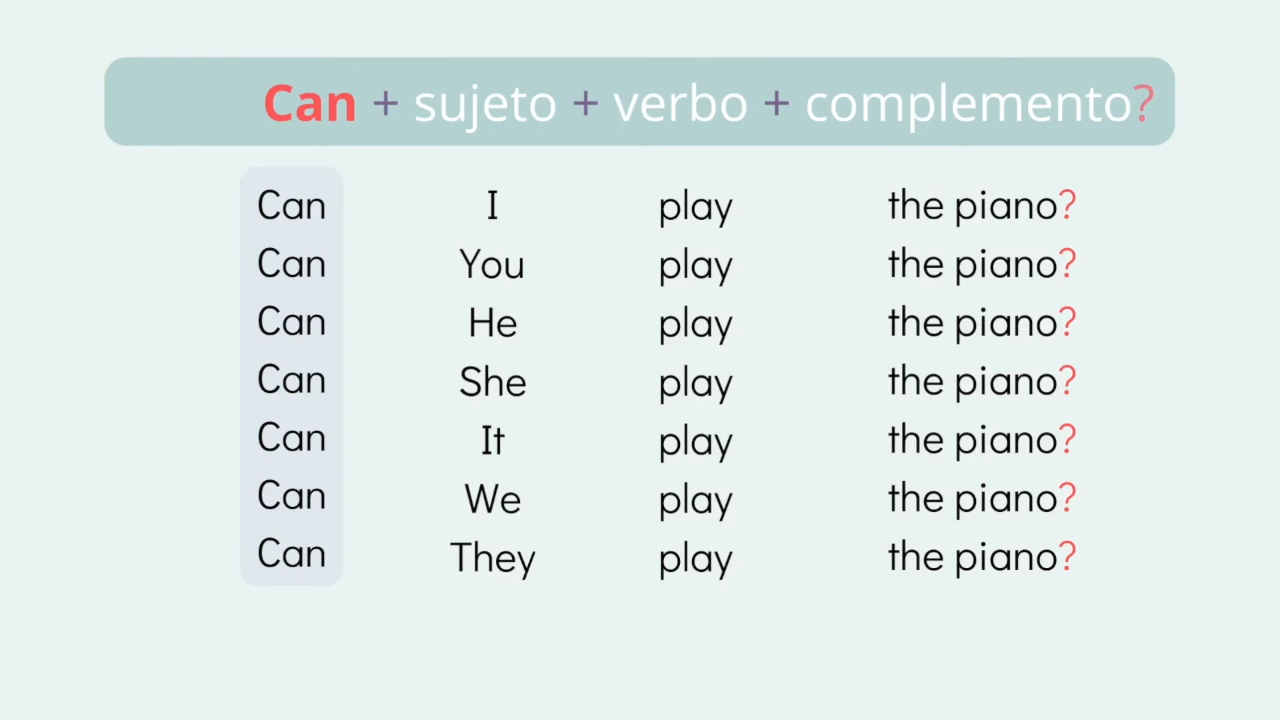 Can + sujeto + verbo + complemento?
Can I play the piano?
Can You play the piano?
Can He play the piano?
Can She play the piano?
Can It play the piano?
Can We play the piano?
Can They play the piano?